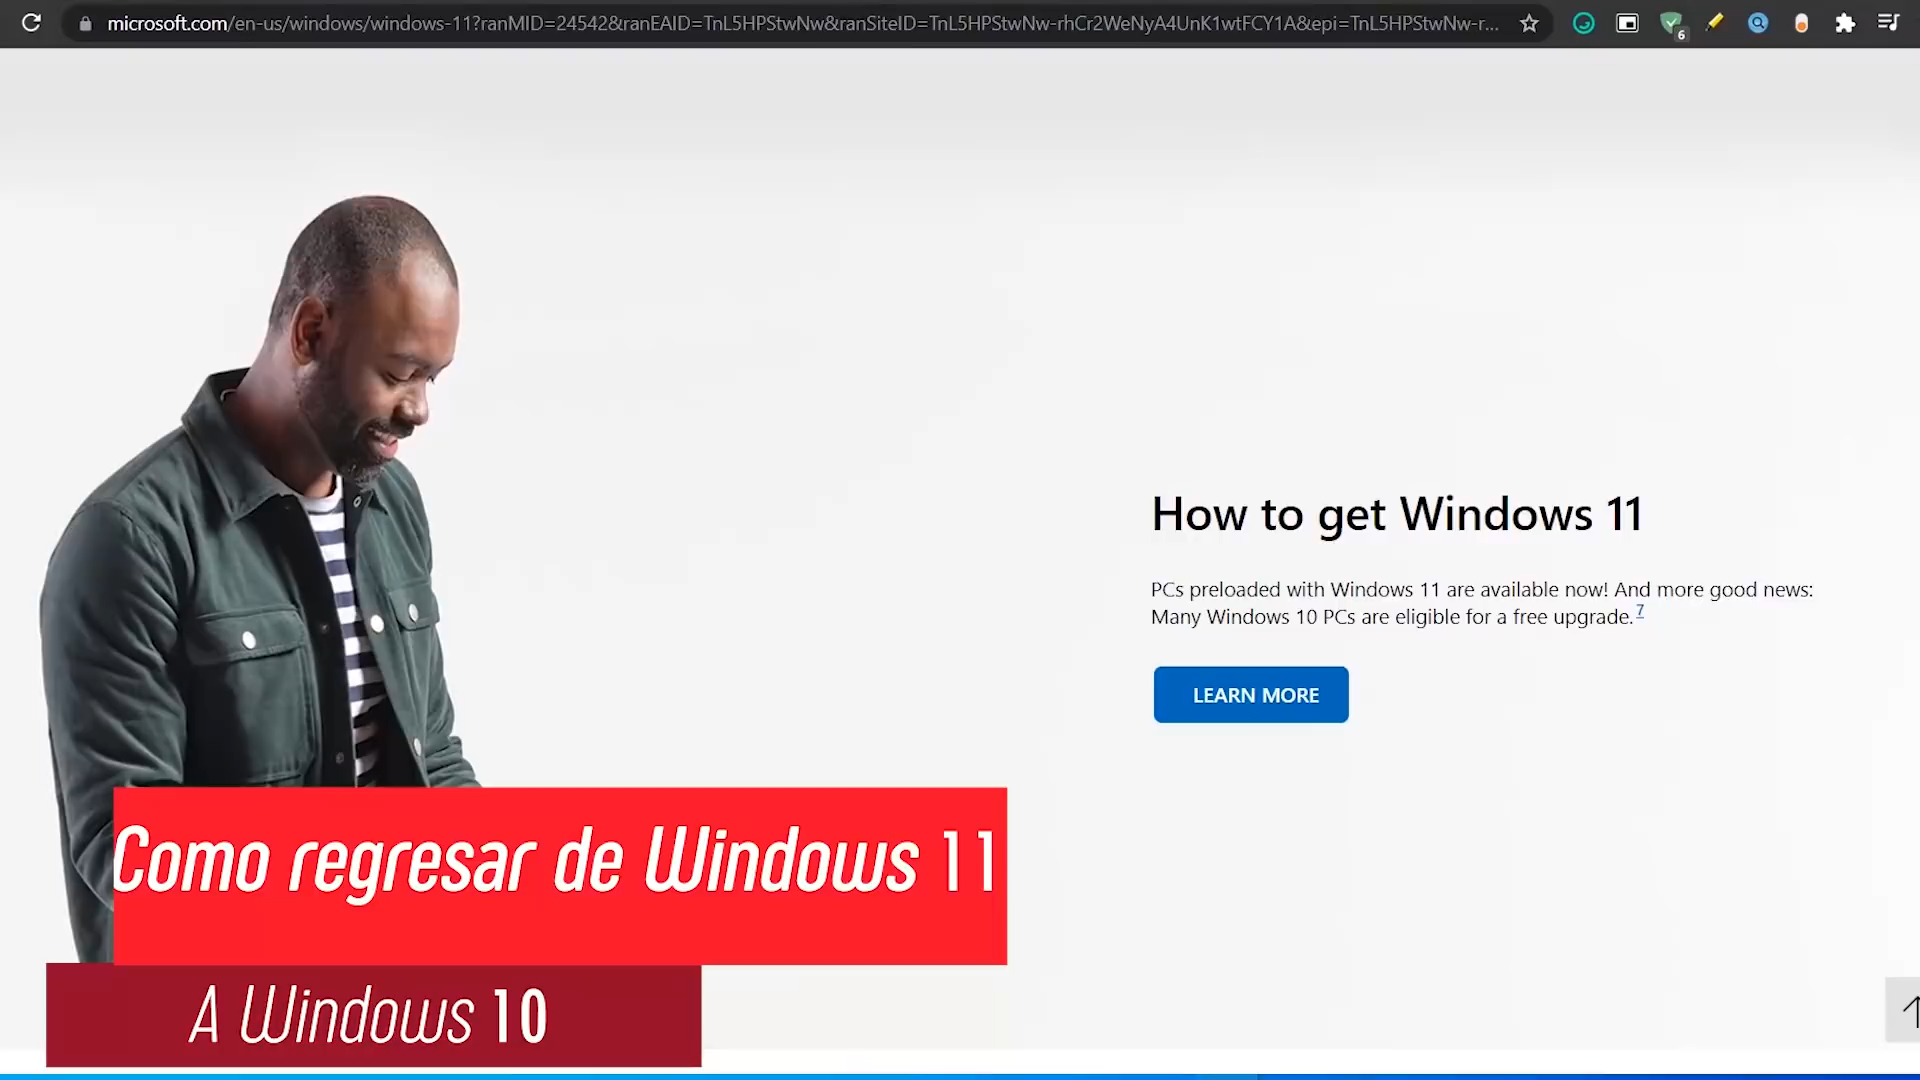 microsoft.com/en-us/windows/windows-11?ranMID=24542&ranEAID=TnL5HPStwNw&ranSiteID=TnL5HPStwNw-rhCr2WeNyA4UnK1wtFCY1A&epi=TnL5HPStwNw-r...
6
How to get Windows 11
PCs preloaded with Windows 11 are available now! And more good news:
Many Windows 10 PCs are eligible for a free upgrade.7
LEARN MORE
Como regresar de Windows 11
A Windows 10